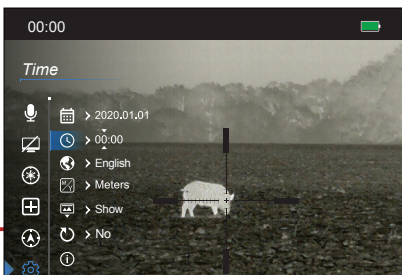 00:00
Time
> 2020.01.01
> 00:00
> English
M/Y > Meters
> Show
> No